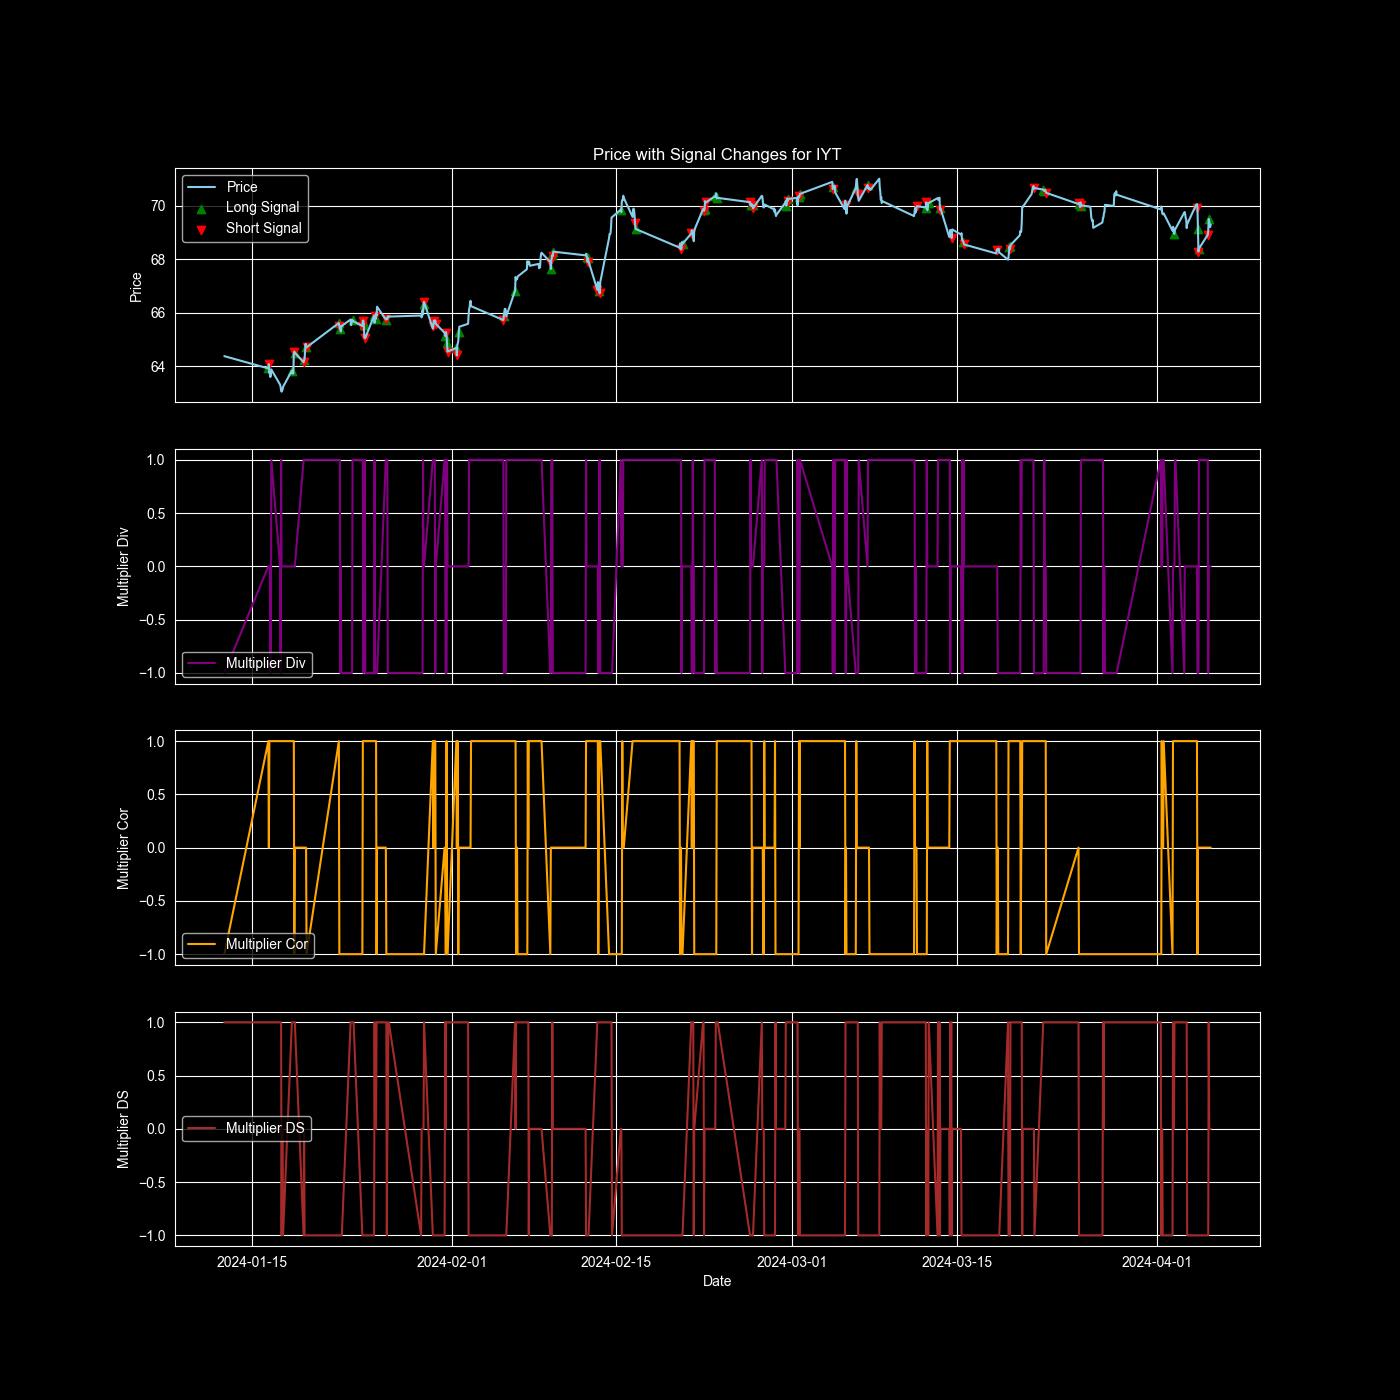 Price with Signal Changes for IYT
Price
Long Signal
Short Signal
70
68
66
64
Price
1.0
0.5
0.0
−0.5
−1.0
Multiplier Div
Multiplier Div
1.0
0.5
0.0
−0.5
−1.0
Multiplier Cor
Multiplier Cor
1.0
0.5
0.0
−0.5
−1.0
Multiplier DS
Multiplier DS
2024-01-15
2024-02-01
2024-02-15
2024-03-01
2024-03-15
2024-04-01
Date